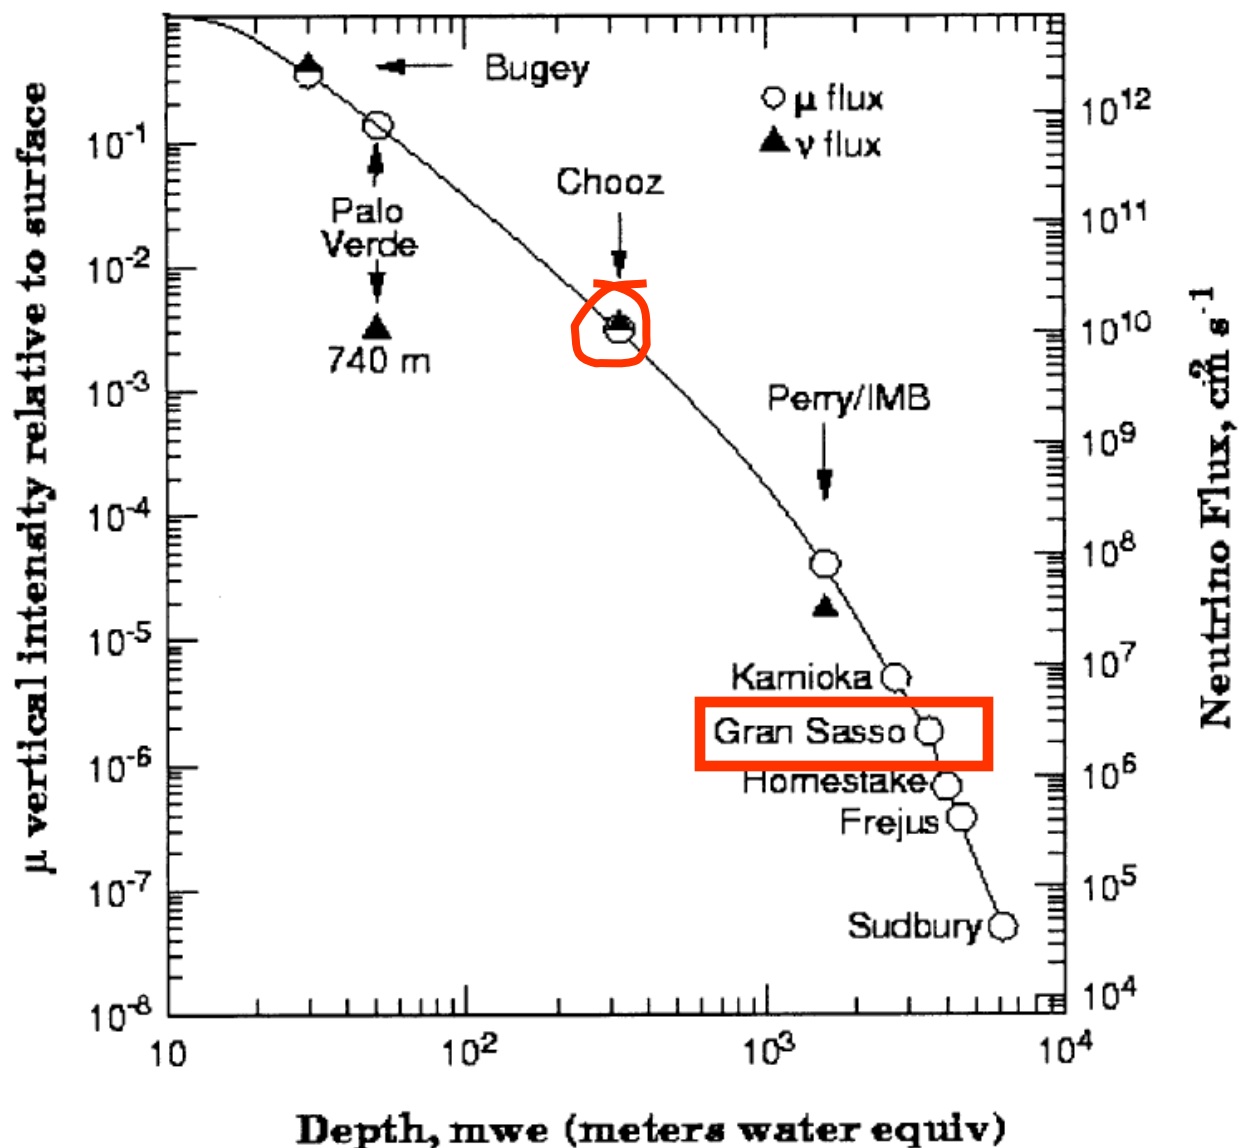 μ vertical intensity relative to surface
10⁻¹
10⁻²
10⁻³
10⁻⁴
10⁻⁵
10⁻⁶
10⁻⁷
10⁻⁸
Bugey
μ flux
ν flux
Chooz
Palo
Verde
740 m
Perry/IMB
Kamioka
Gran Sasso
Homestake
Frejus
Sudbury
10¹²
10¹¹
10¹⁰
10⁹
10⁸
10⁷
10⁶
10⁵
10⁴
Neutrino Flux, cm⁻² s⁻¹
10
10²
10³
10⁴
Depth, mwe (meters water equiv)